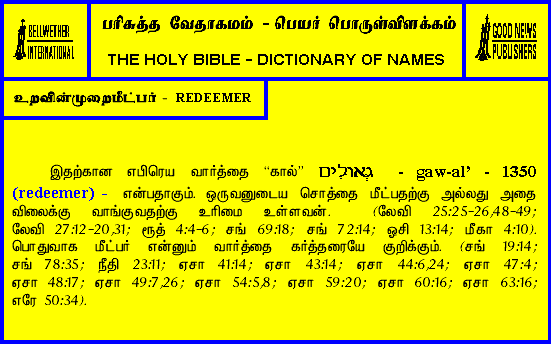 BELLWETHER
INTERNATIONAL
பரிசுத்த வேதாகமம் - பெயர் பொருள்விளக்கம்
THE HOLY BIBLE - DICTIONARY OF NAMES
GOOD NEWS
PUBLISHERS
உறவின்முறைமீட்பர் - REDEEMER
இதற்கான எபிரெய வார்த்தை “கால்” גְּאוּלִים - gaw-al’ - 1350
(redeemer) - என்பதாகும். ஒருவனுடைய சொத்தை மீட்பதற்கு அல்லது அதை
விலைக்கு வாங்குவதற்கு உரிமை உள்ளவன். (லேவி 25:25-26,48-49;
லேவி 27:12-20,31; ரூத் 4:4-6; சங் 69:18; சங் 72:14; ஓசி 13:14; மீகா 4:10).
பொதுவாக மீட்பர் என்னும் வார்த்தை கர்த்தரையே குறிக்கும். (சங் 19:14;
சங் 78:35; நீதி 23:11; ஏசா 41:14; ஏசா 43:14; ஏசா 44:6,24; ஏசா 47:4;
ஏசா 48:17; ஏசா 49:7,26; ஏசா 54:5,8; ஏசா 59:20; ஏசா 60:16; ஏசா 63:16;
எரே 50:34).